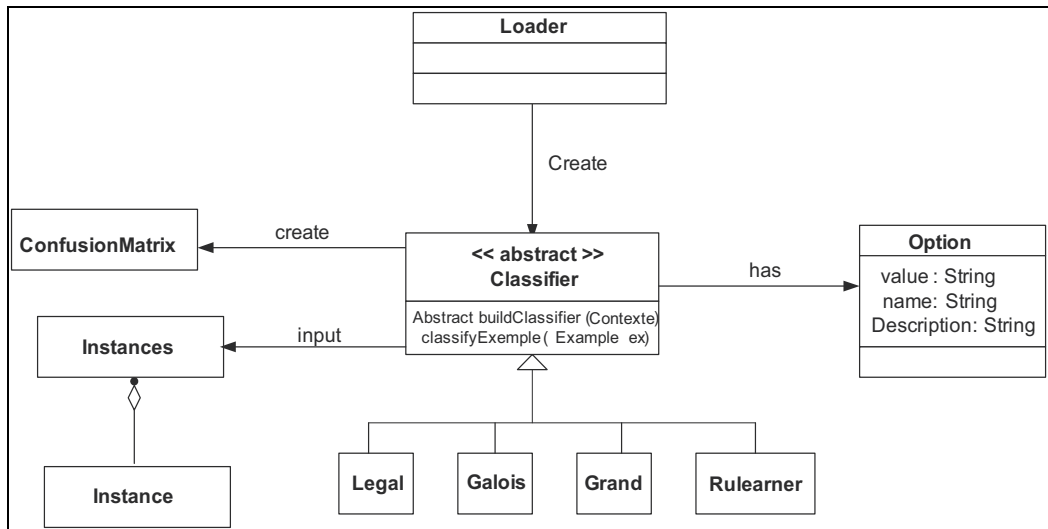 Loader
Create
create
ConfusionMatrix
<< abstract >>
Classifier
Abstract buildClassifier (Contexte)
classifyExemple ( Example ex)
has
Option
value : String
name: String
Description: String
input
Instances
Instance
Legal
Galois
Grand
Rulearner